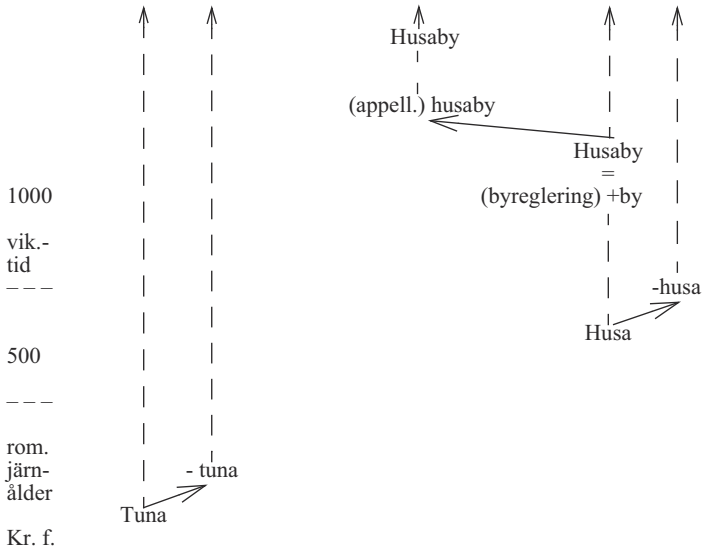 Husaby
(appell.) husaby
Husaby
=
(byreglering) +by
1000
vik.-
tid
– – –
-husa
Husa
500
– – –
rom.
järn-
ålder
- tuna
Tuna
Kr. f.